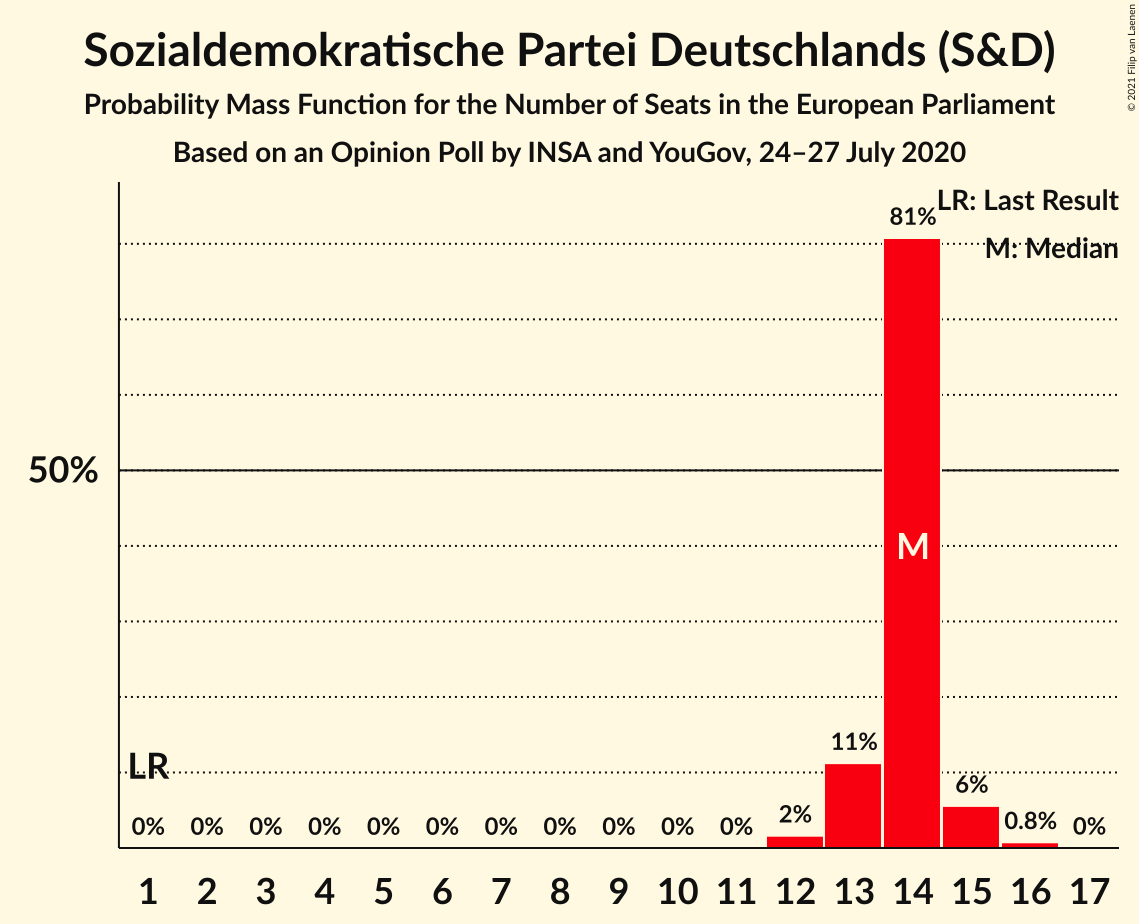 Sozialdemokratische Partei Deutschlands (S&D)
Probability Mass Function for the Number of Seats in the European Parliament
Based on an Opinion Poll by INSA and YouGov, 24–27 July 2020
© 2021 Filip van Laenen
LR: Last Result
M: Median
81%
50%
M
LR
11%
6%
0% 0% 0% 0% 0% 0% 0% 0% 0% 0% 0% 2% 0.8% 0%
1 2 3 4 5 6 7 8 9 10 11 12 13 14 15 16 17